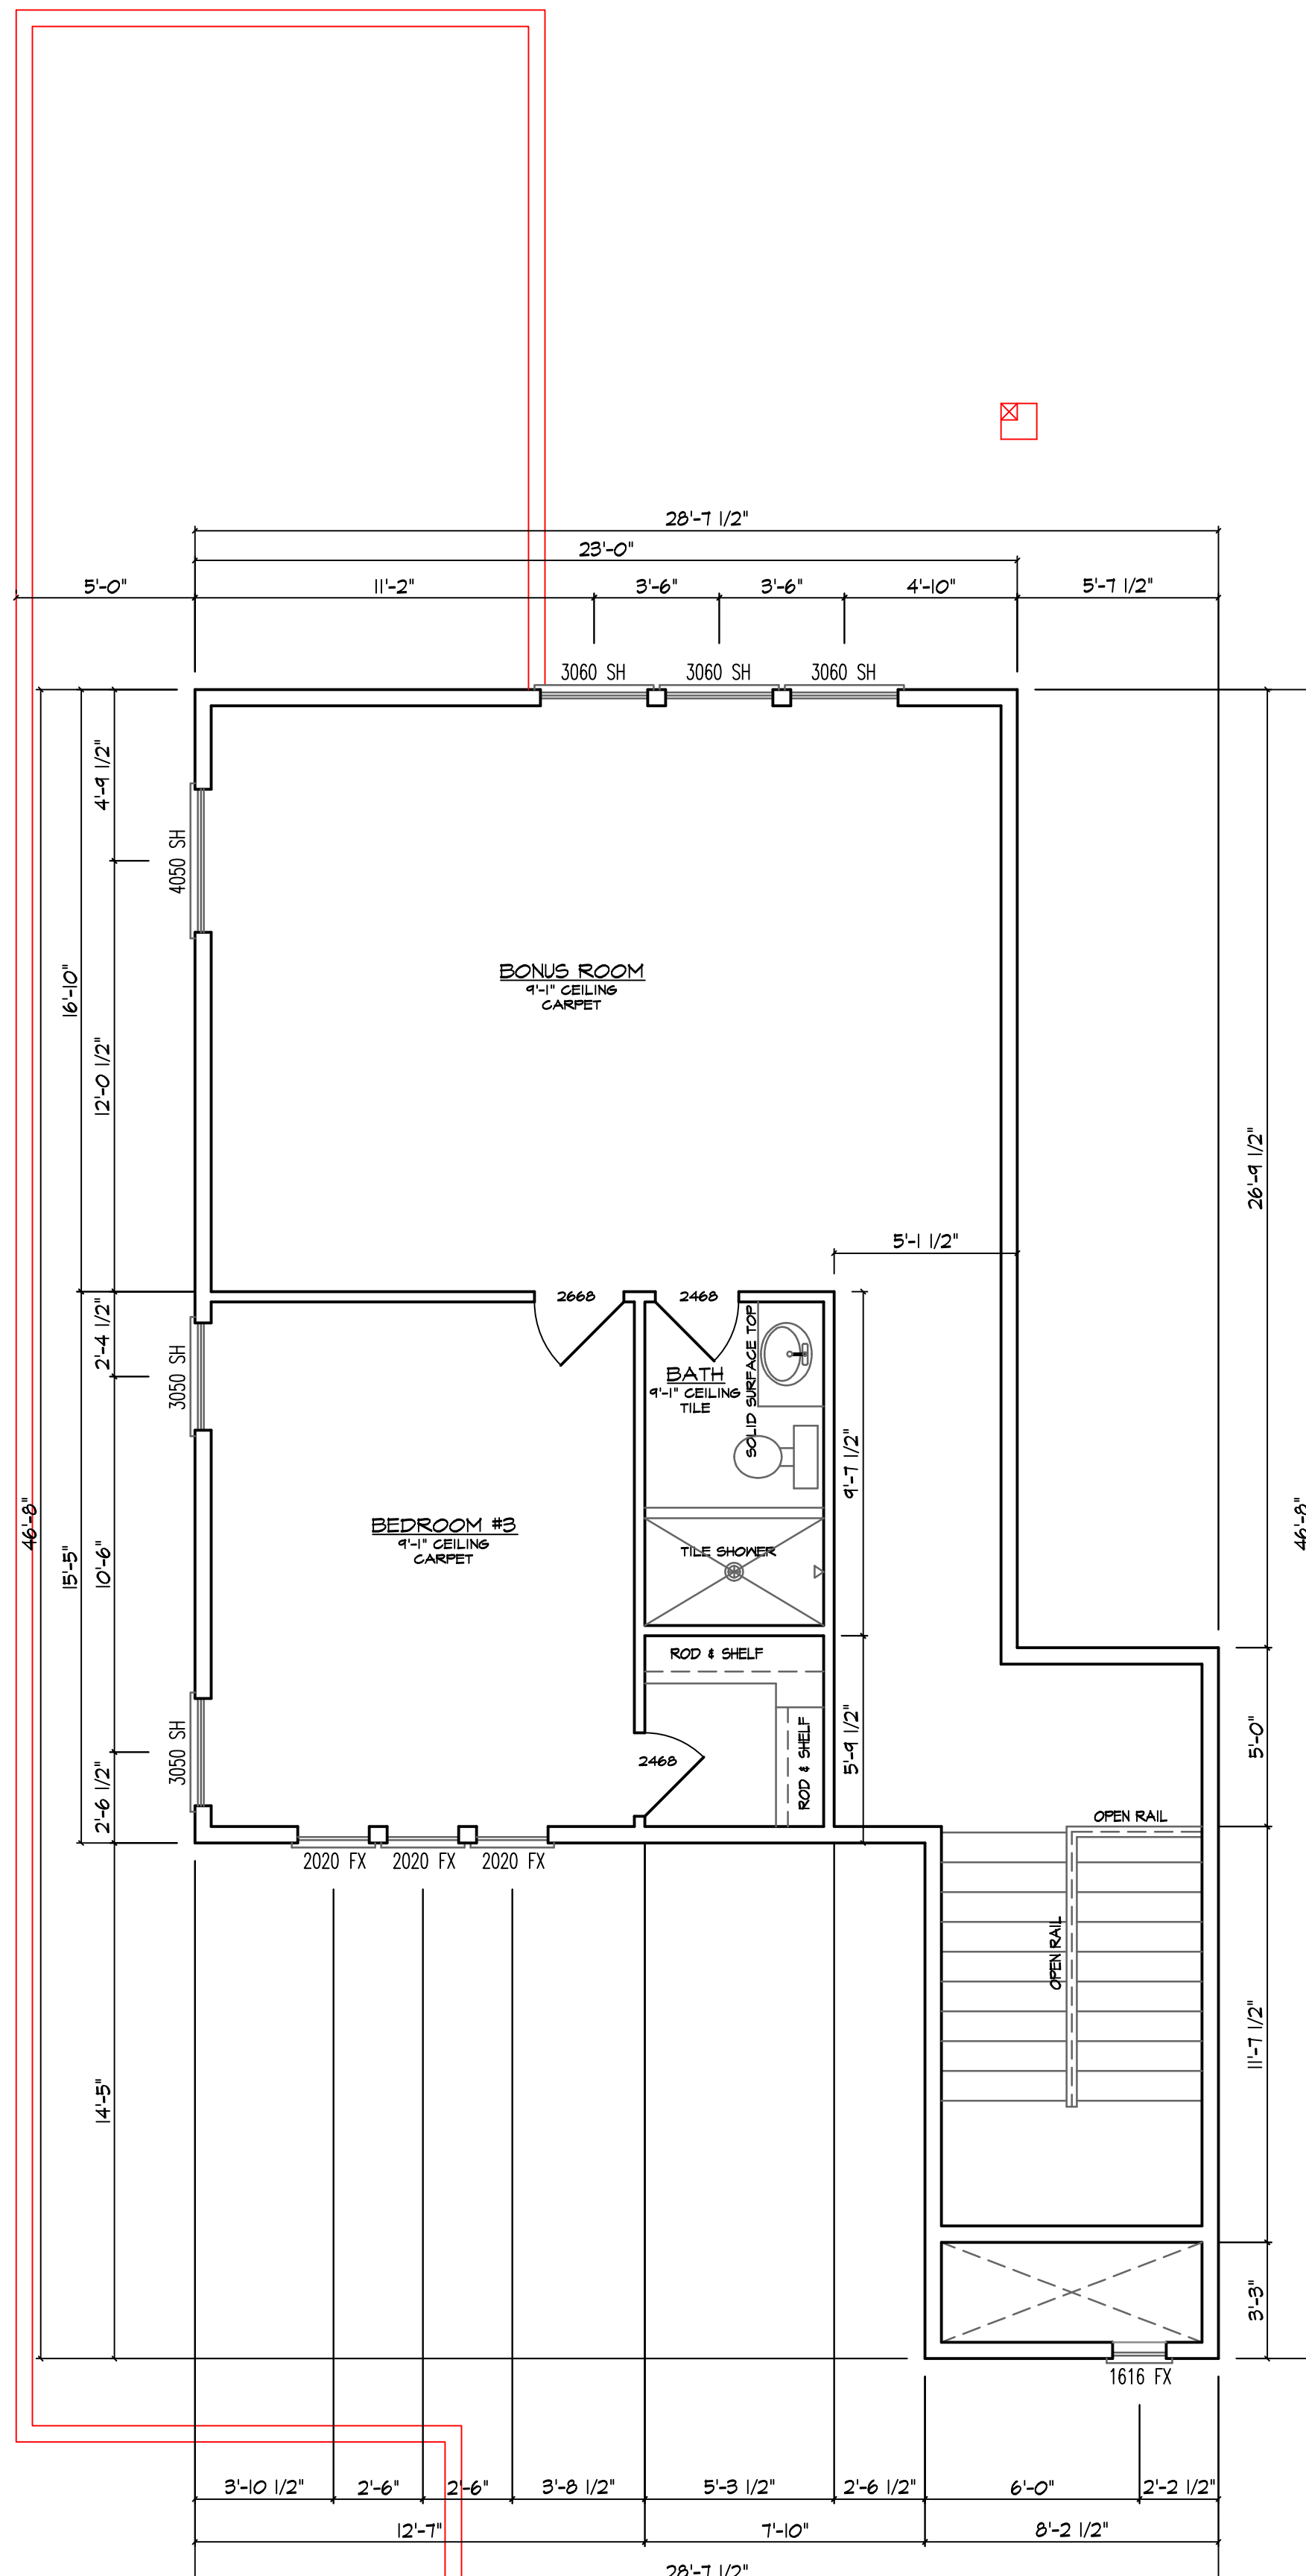 28'-7 1/2"
23'-0"
5'-0"
11'-2"
3'-6"
3'-6"
4'-10"
5'-7 1/2"
3060 SH
3060 SH
3060 SH
4'-9 1/2"
4050 SH
16'-10"
12'-0 1/2"
BONUS ROOM
9'-1" CEILING
CARPET
26'-9 1/2"
5'-1 1/2"
2668
2468
2'-4 1/2"
3050 SH
SOLID SURFACE TOP
BATH
9'-1" CEILING
TILE
9'-7 1/2"
46'-8"
15'-5"
10'-6"
BEDROOM #3
9'-1" CEILING
CARPET
TILE SHOWER
46'-8"
ROD & SHELF
ROD & SHELF
2468
5'-9 1/2"
5'-0"
3050 SH
2'-6 1/2"
OPEN RAIL
2020 FX
2020 FX
2020 FX
OPEN RAIL
11'-7 1/2"
14'-5"
3'-3"
1616 FX
3'-10 1/2"
2'-6"
2'-6"
3'-8 1/2"
5'-3 1/2"
2'-6 1/2"
6'-0"
2'-2 1/2"
12'-7"
7'-10"
8'-2 1/2"
28'-7 1/2"